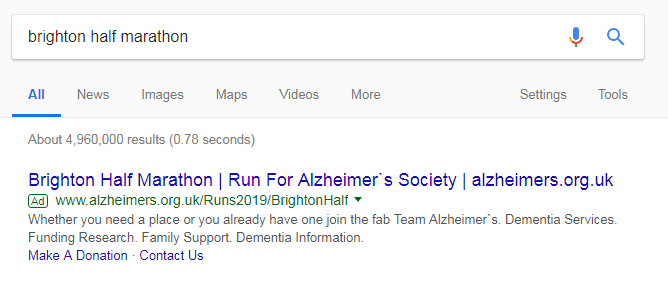 brighton half marathon
All News Images Maps Videos More Settings Tools
About 4,960,000 results (0.78 seconds)
Brighton Half Marathon | Run For Alzheimer`s Society | alzheimers.org.uk
Ad www.alzheimers.org.uk/Runs2019/BrightonHalf
Whether you need a place or you already have one join the fab Team Alzheimer`s. Dementia Services.
Funding Research. Family Support. Dementia Information.
Make A Donation · Contact Us